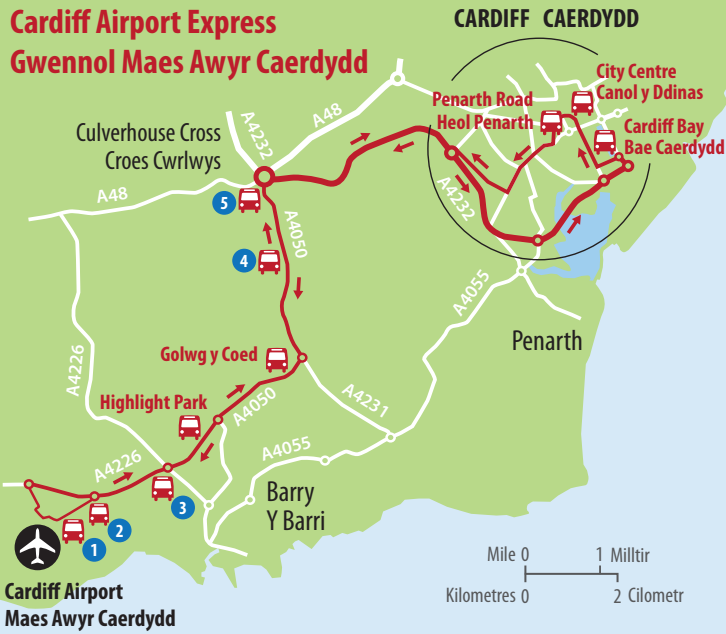 Cardiff Airport Express
Gwennol Maes Awyr Caerdydd
CARDIFF CAERDYDD
City Centre
Canol y Ddinas
Penarth Road
Heol Penarth
Cardiff Bay
Bae Caerdydd
Culverhouse Cross
Croes Cwrlwys
A4232
A48
A48
A4232
5
A4050
4
A4055
Penarth
A4226
Golwg y Coed
Highlight Park
A4050
A4231
A4226
A4055
3
Barry
Y Barri
2
1
Cardiff Airport
Maes Awyr Caerdydd
Mile 0 1 Milltir
Kilometres 0 2 Cilometr